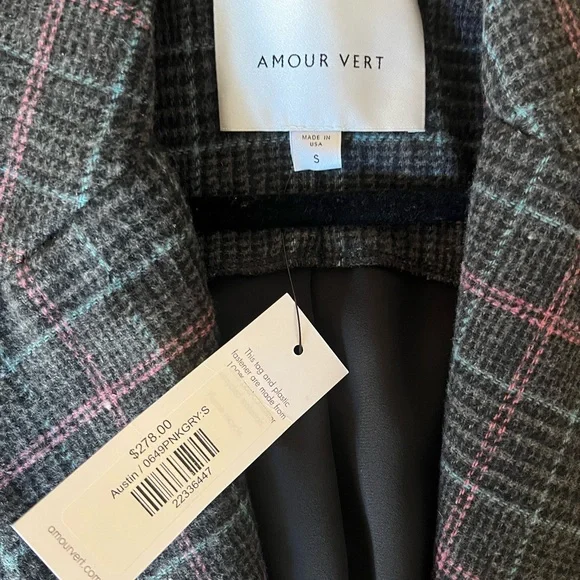 AMOUR VERT
MADE IN
USA
S
This tag and plastic
fastener are made from
$278.00
Austin / 0649PNKGRY-S
22336447
amourvert.com